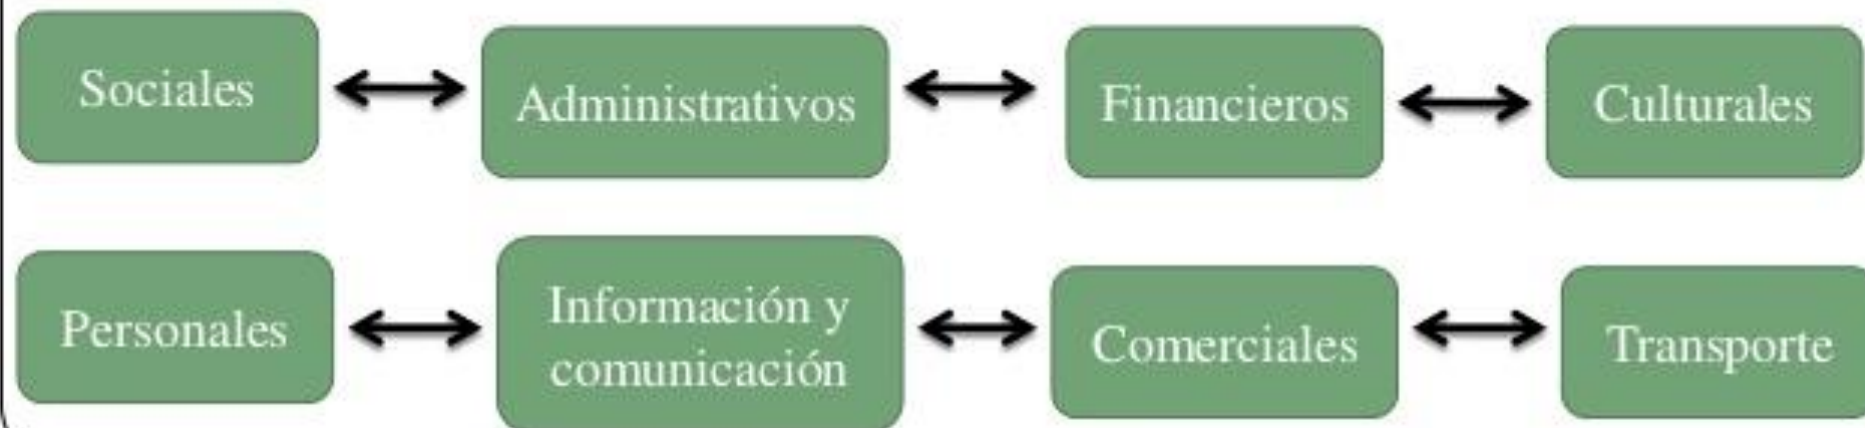 Sociales
Administrativos
Financieros
Culturales
Personales
Información y
comunicación
Comerciales
Transporte